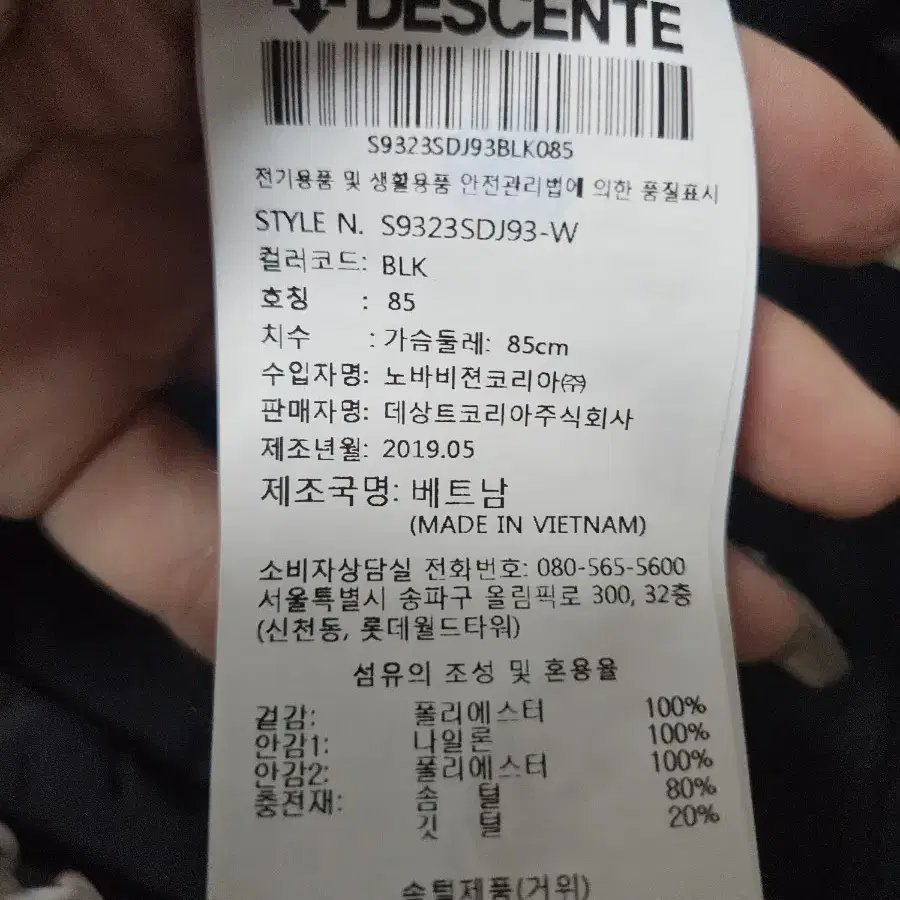 DESCENTE
S9323SDJ93BLK085
전기용품 및 생활용품 안전관리법에 의한 품질표시
STYLE N. S9323SDJ93-W
컬러코드: BLK
호칭 : 85
치수 : 가슴둘레: 85cm
수입자명: 노바비젼코리아㈜
판매자명: 데상트코리아주식회사
제조년월: 2019.05
제조국명: 베트남
(MADE IN VIETNAM)
소비자상담실 전화번호: 080-565-5600
서울특별시 송파구 올림픽로 300, 32층
(신천동, 롯데월드타워)
섬유의 조성 및 혼용율
겉감: 폴리에스터 100%
안감1: 나일론 100%
안감2: 폴리에스터 100%
충전재: 솜 털 80%
깃 털 20%
솜털제품(거위)